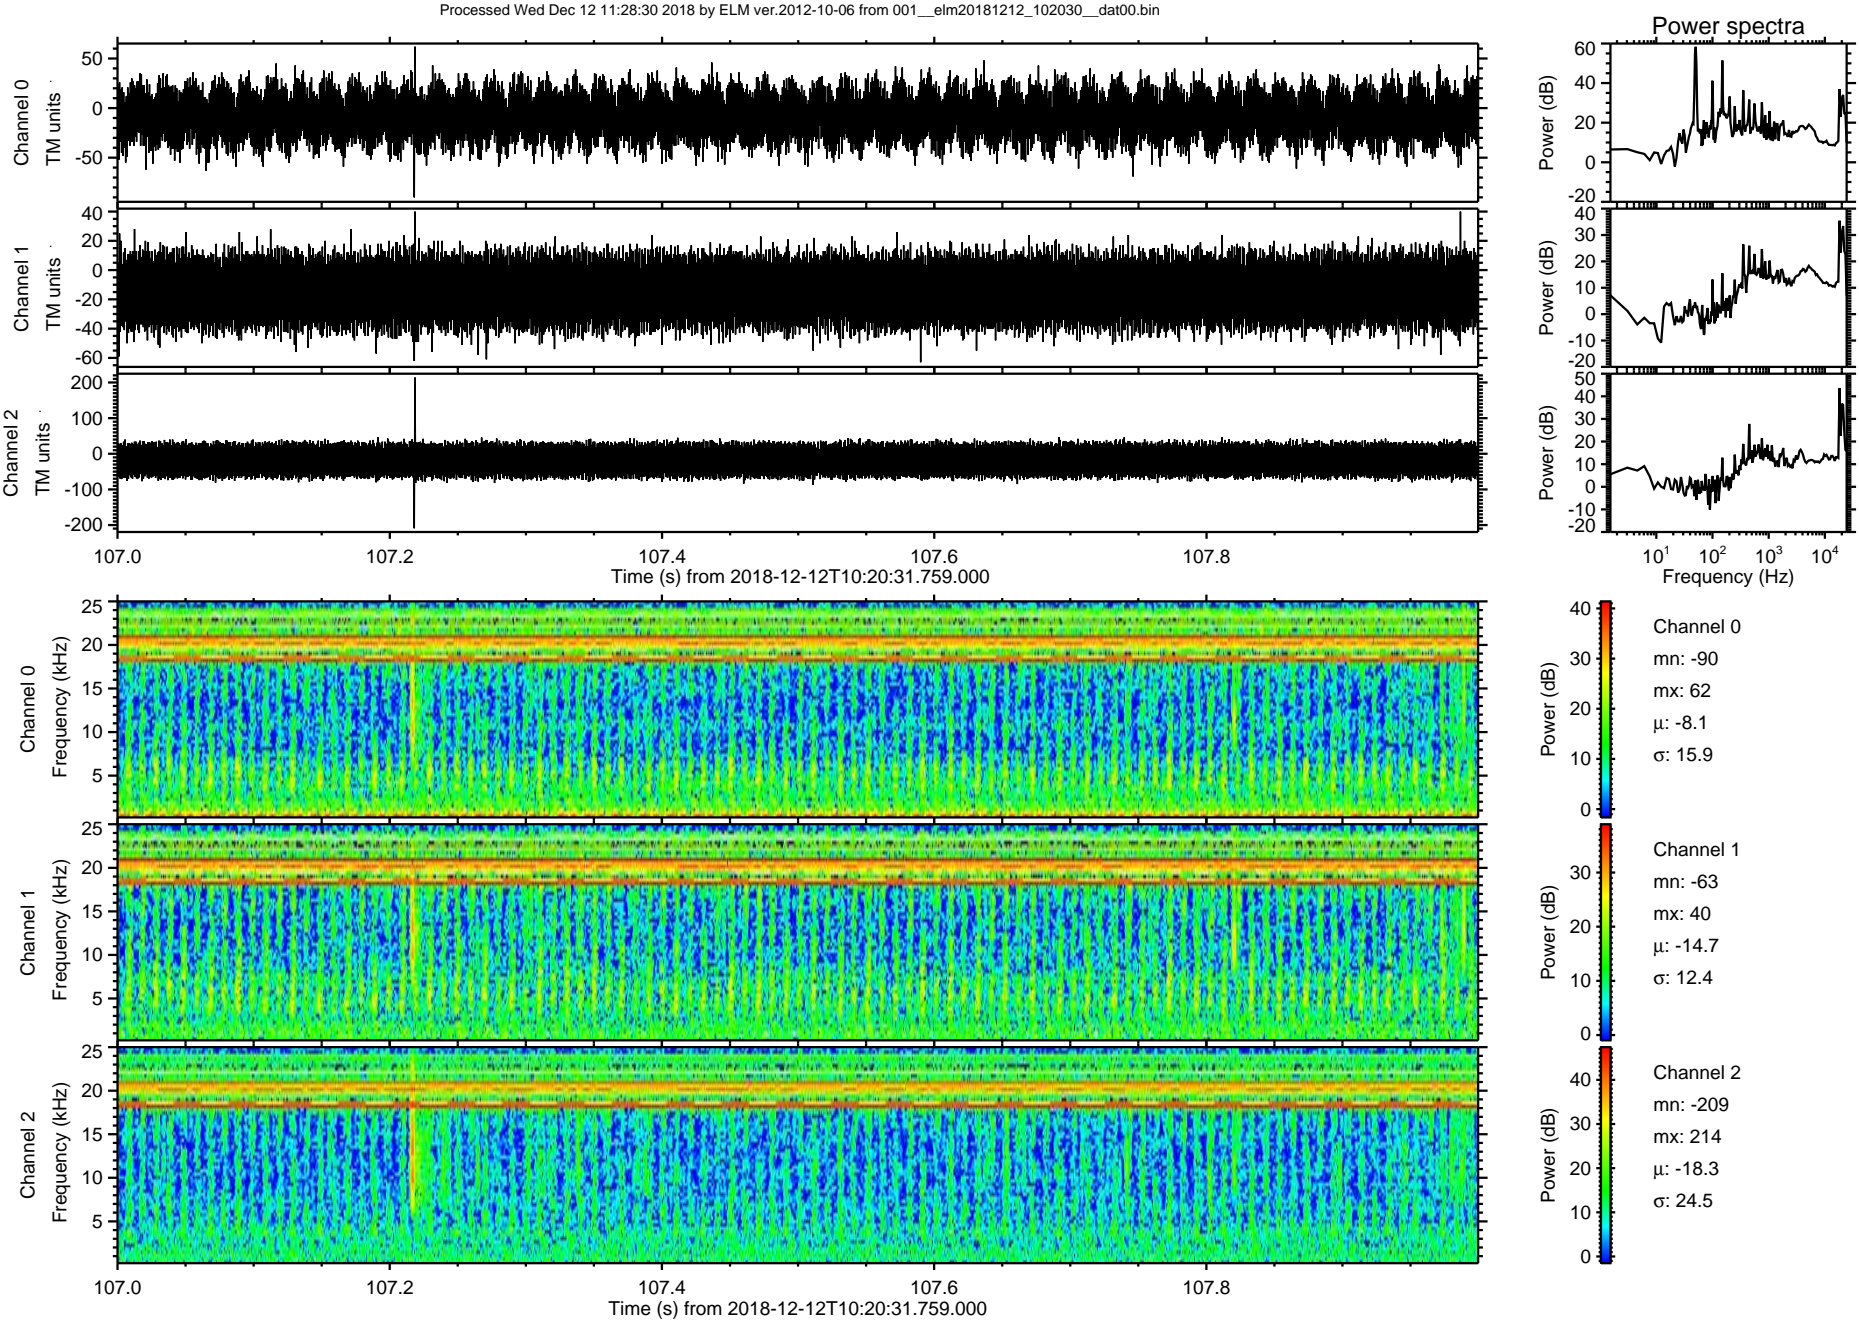 Processed Wed Dec 12 11:28:30 2018 by ELM ver.2012-10-06 from 001__elm20181212_102030__dat00.bin
Power spectra
Channel 0
TM units
50
0
-50
Power (dB)
60
40
20
0
-20
Channel 1
TM units
40
20
0
-20
-40
-60
Power (dB)
40
30
20
10
0
-10
-20
Channel 2
TM units
200
100
0
-100
-200
Power (dB)
50
40
30
20
10
0
-10
-20
107.0 107.2 107.4 107.6 107.8
Time (s) from 2018-12-12T10:20:31.759.000
10^1 10^2 10^3 10^4
Frequency (Hz)
Channel 0
Frequency (kHz)
25
20
15
10
5
Power (dB)
40
30
20
10
0
Channel 0
mn: -90
mx: 62
μ: -8.1
σ: 15.9
Channel 1
Frequency (kHz)
25
20
15
10
5
Power (dB)
30
20
10
0
Channel 1
mn: -63
mx: 40
μ: -14.7
σ: 12.4
Channel 2
Frequency (kHz)
25
20
15
10
5
Power (dB)
40
30
20
10
0
Channel 2
mn: -209
mx: 214
μ: -18.3
σ: 24.5
107.0 107.2 107.4 107.6 107.8
Time (s) from 2018-12-12T10:20:31.759.000